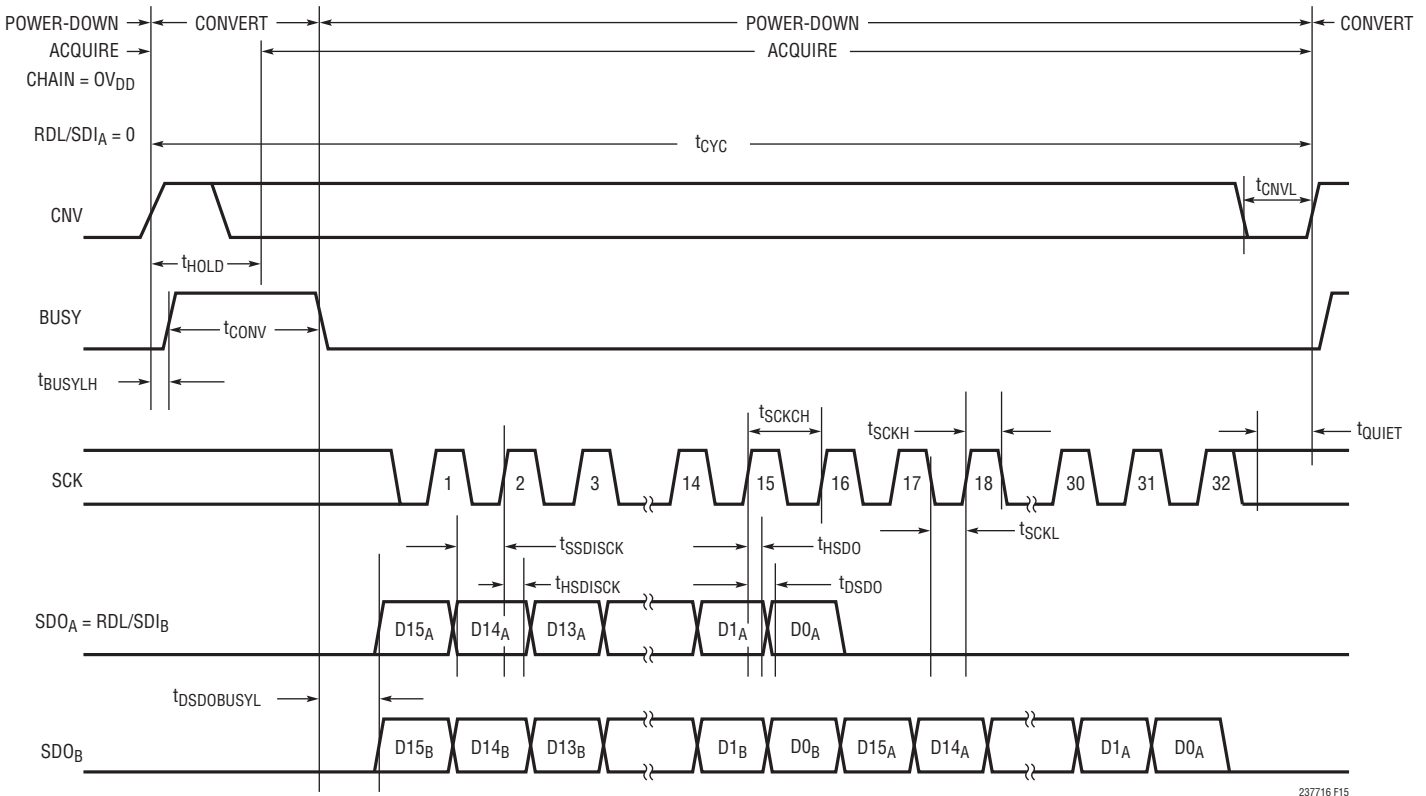 POWER-DOWN CONVERT POWER-DOWN CONVERT
ACQUIRE ACQUIRE
CHAIN = OVDD
RDL/SDIA = 0
tCYC
CNV tCNVL
tHOLD
BUSY tCONV
tBUSYLH
tSCKCH tSCKH tQUIET
SCK 1 2 3 14 15 16 17 18 30 31 32
tSSDISCK tHSDO tSCKL
tHSDISCK tDSDO
SDOA = RDL/SDIB D15A D14A D13A D1A D0A
tDSDOBUSYL
SDOB D15B D14B D13B D1B D0B D15A D14A D1A D0A
237716 F15